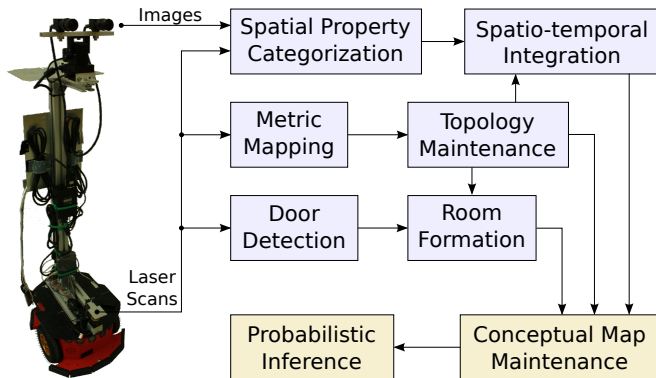 Images
Spatial Property
Categorization
Spatio-temporal
Integration
Metric
Mapping
Topology
Maintenance
Door
Detection
Room
Formation
Laser
Scans
Probabilistic
Inference
Conceptual Map
Maintenance